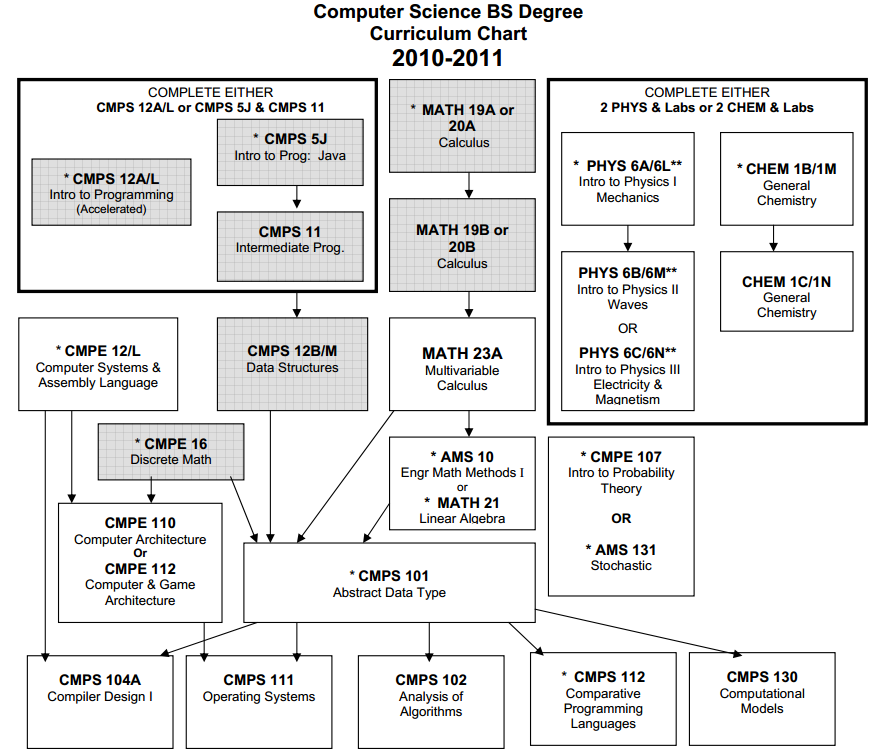 Computer Science BS Degree
Curriculum Chart
2010-2011
COMPLETE EITHER
CMPS 12A/L or CMPS 5J & CMPS 11
* CMPS 12A/L
Intro to Programming
(Accelerated)
* CMPS 5J
Intro to Prog: Java
CMPS 11
Intermediate Prog.
* MATH 19A or
20A
Calculus
MATH 19B or
20B
Calculus
COMPLETE EITHER
2 PHYS & Labs or 2 CHEM & Labs
* PHYS 6A/6L**
Intro to Physics I
Mechanics
* CHEM 1B/1M
General
Chemistry
PHYS 6B/6M**
Intro to Physics II
Waves
OR
PHYS 6C/6N**
Intro to Physics III
Electricity &
Magnetism
CHEM 1C/1N
General
Chemistry
* CMPE 12/L
Computer Systems &
Assembly Language
CMPS 12B/M
Data Structures
MATH 23A
Multivariable
Calculus
* CMPE 16
Discrete Math
* AMS 10
Engr Math Methods I
or
* MATH 21
Linear Algebra
* CMPE 107
Intro to Probability
Theory
OR
* AMS 131
Stochastic
CMPE 110
Computer Architecture
Or
CMPE 112
Computer & Game
Architecture
* CMPS 101
Abstract Data Type
CMPS 104A
Compiler Design I
CMPS 111
Operating Systems
CMPS 102
Analysis of
Algorithms
* CMPS 112
Comparative
Programming
Languages
CMPS 130
Computational
Models